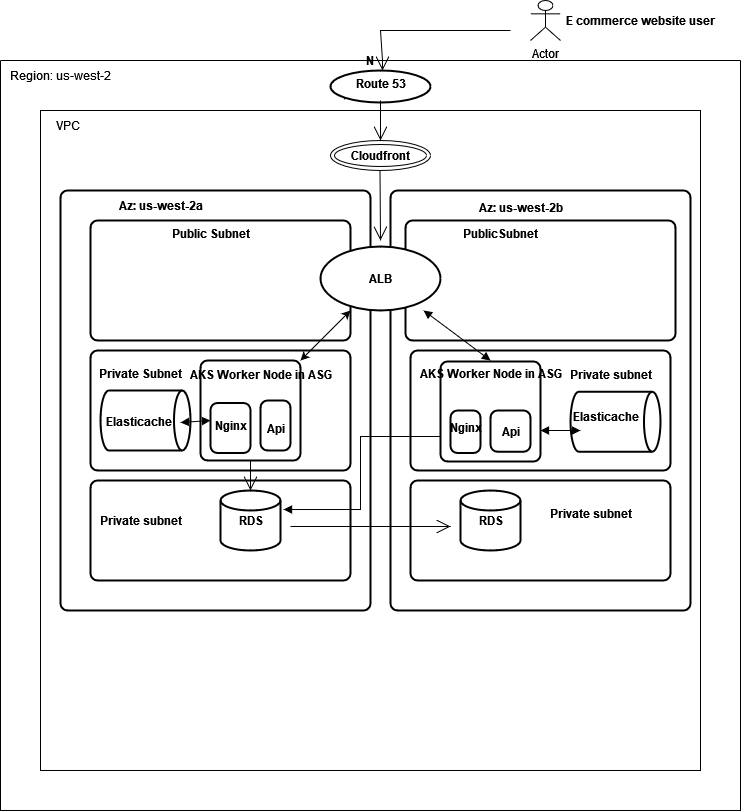 E commerce website user
Actor
N
Region: us-west-2
Route 53
VPC
Cloudfront
Az: us-west-2a
Az: us-west-2b
Public Subnet
PublicSubnet
ALB
Private Subnet
AKS Worker Node in ASG
AKS Worker Node in ASG
Private subnet
Elasticache
Nginx
Api
Nginx
Api
Elasticache
Private subnet
RDS
RDS
Private subnet